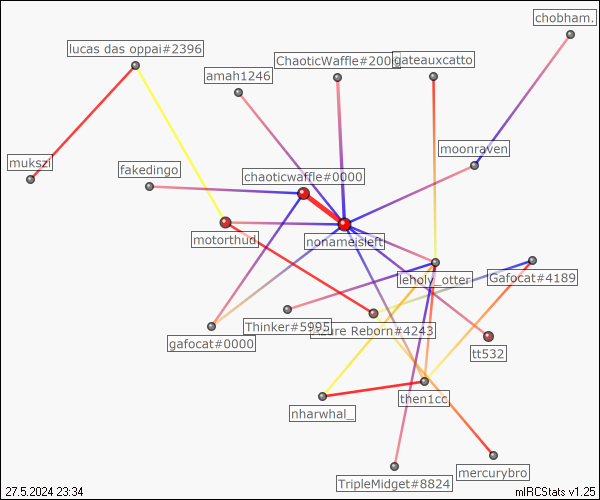 chobham.
lucas das oppai#2396
ChaoticWaffle#200
gateauxcatto
amah1246
moonraven
mukszi
fakedingo
chaoticwaffle#0000
motorthud
nonameisleft
leholy_otter
Gafocat#4189
Thinker#5995
Azure Reborn#4243
gafocat#0000
tt532
then1cc
nharwhal_
mercurybro
TripleMidget#8824
27.5.2024 23:34
mIRCStats v1.25